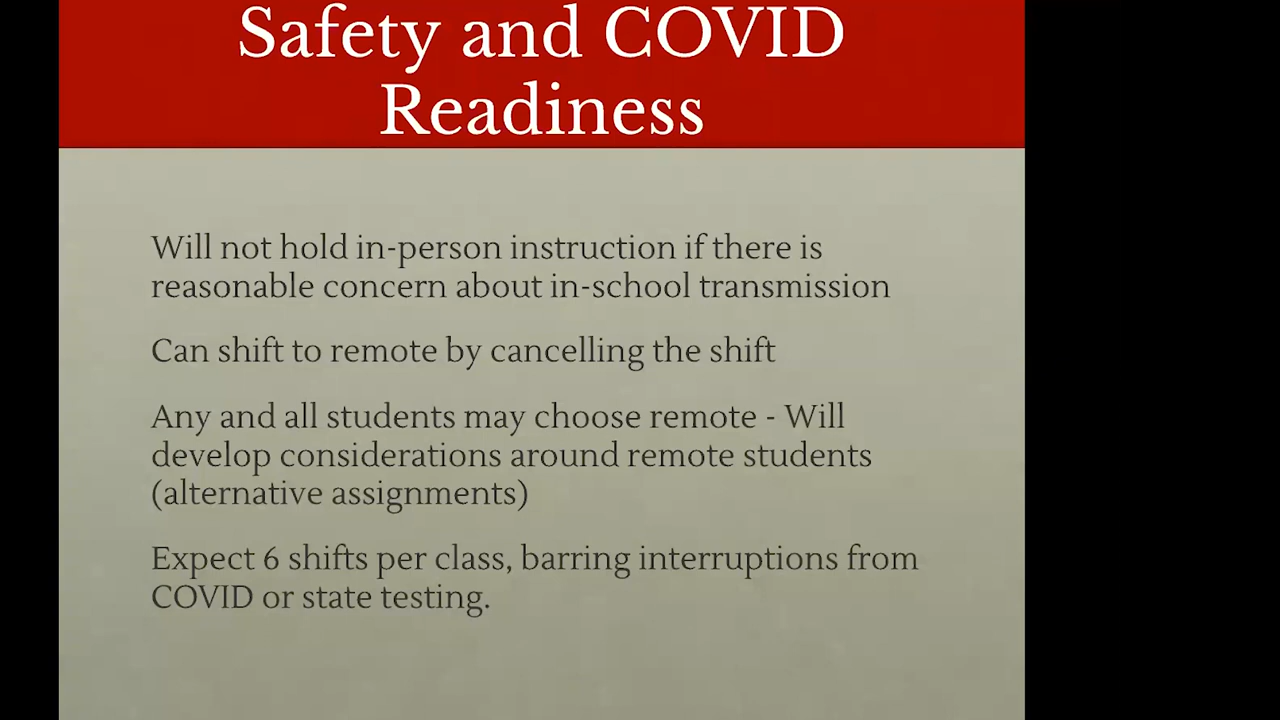 Safety and COVID
Readiness
Will not hold in-person instruction if there is
reasonable concern about in-school transmission
Can shift to remote by cancelling the shift
Any and all students may choose remote - Will
develop considerations around remote students
(alternative assignments)
Expect 6 shifts per class, barring interruptions from
COVID or state testing.